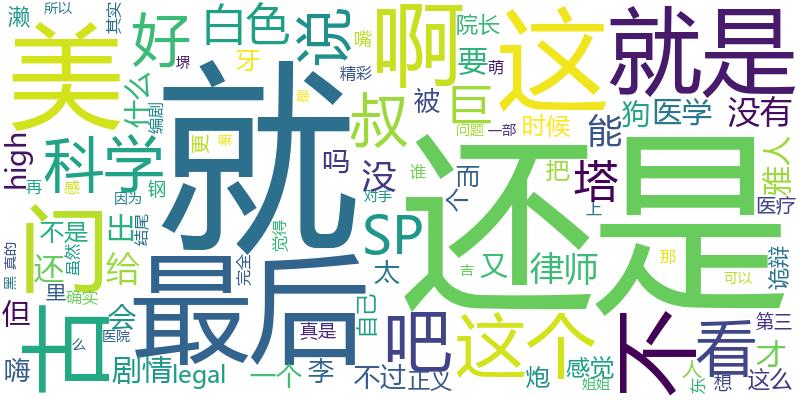 濑
所以
其实
好
白色
说
啊
院长
嘴
精彩
要
萌
这
就是
美
堺
牙
什么
编剧
就
叔
被
巨
狗
医学
没有
更
嘛
最
问题
一部
时候
能
科学
high
吗
没
个
而
把
塔
雅人
再
感
钢
因为
谁
对手
上
医疗
门
不是
还
虽然
庄
结尾
给
SP
还是
觉得
完全
太
又
律师
吉
那
可以
诡辩
黑
真的
里
确实
但
古
会
最后
真是
自己
吧
这个
不
看
第三
医院
么
才
嗨
剧情
legal
一个
李
不过
正义
炮
感觉
姐姐
人
东
想
这么